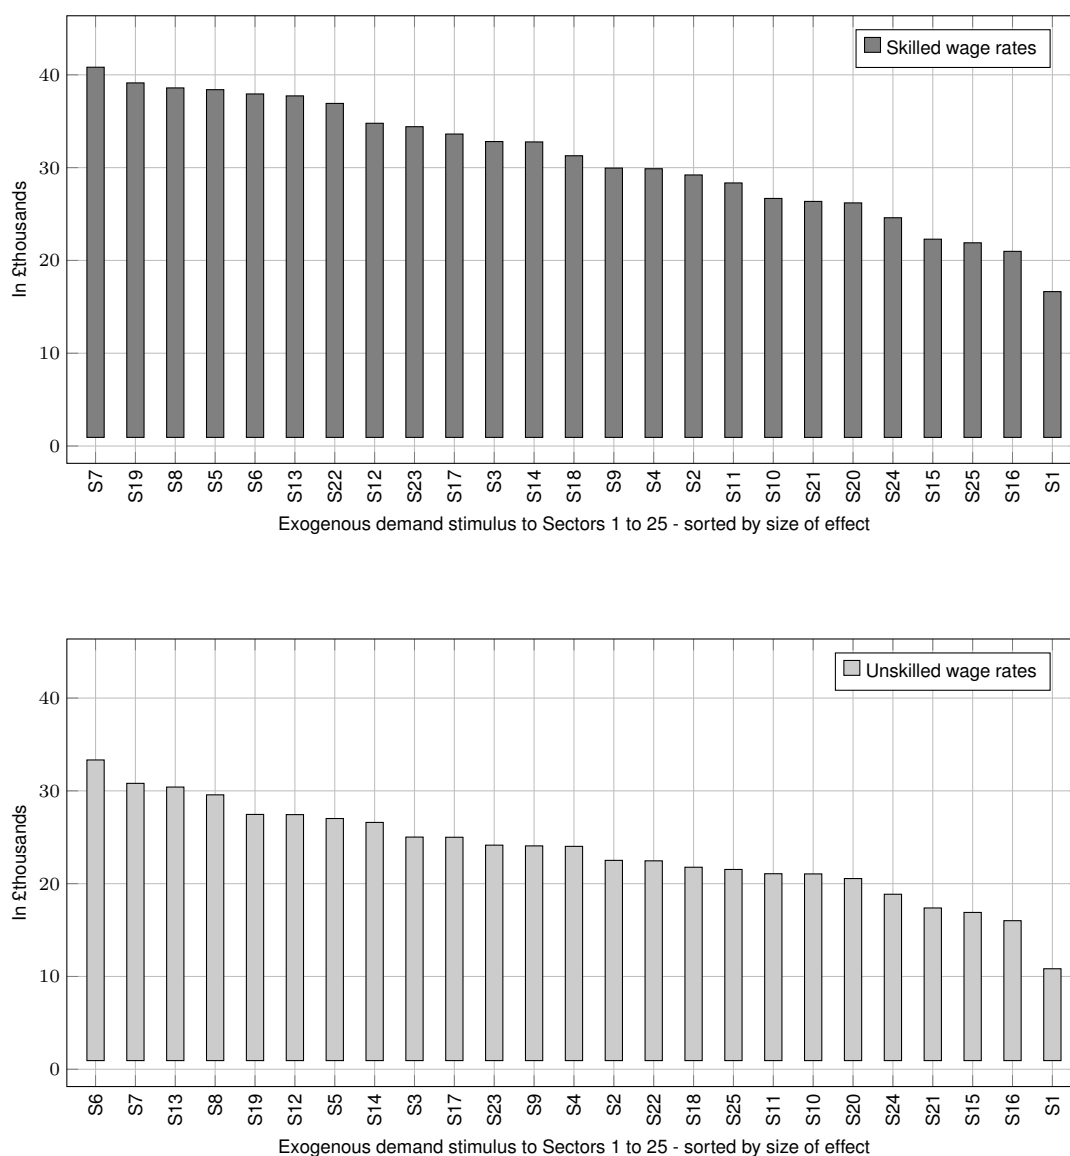 Skilled wage rates
40
30
20
10
0
In £thousands
S7 S19 S8 S5 S6 S13 S22 S12 S23 S17 S3 S14 S18 S9 S4 S2 S11 S10 S21 S20 S24 S15 S25 S16 S1
Exogenous demand stimulus to Sectors 1 to 25 - sorted by size of effect
Unskilled wage rates
40
30
20
10
0
In £thousands
S6 S7 S13 S8 S19 S12 S5 S14 S3 S17 S23 S9 S4 S2 S22 S18 S25 S11 S10 S20 S24 S21 S15 S16 S1
Exogenous demand stimulus to Sectors 1 to 25 - sorted by size of effect